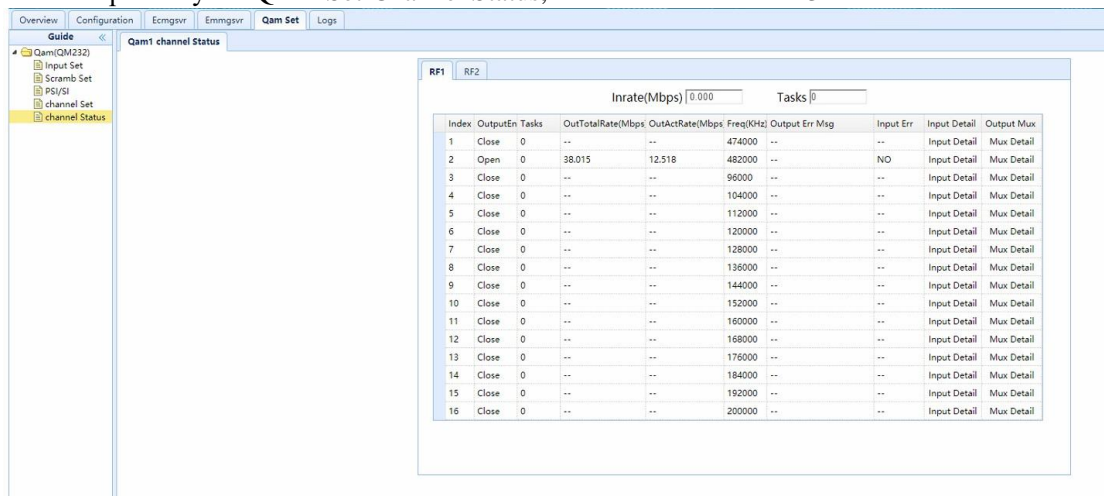 Overview Configuration Ecmgsvr Emmgsvr Qam Set Logs
Guide «
Qam(QM232)
Input Set
Scramb Set
PSI/SI
channel Set
channel Status
Qam1 channel Status
RF1 RF2
Inrate(Mbps) 0.000 Tasks 0
Index OutputEn Tasks OutTotalRate(Mbps OutActRate(Mbps Freq(KHz) Output Err Msg Input Err Input Detail Output Mux
1 Close 0 -- -- 474000 -- -- Input Detail Mux Detail
2 Open 0 38.015 12.518 482000 -- NO Input Detail Mux Detail
3 Close 0 -- -- 96000 -- -- Input Detail Mux Detail
4 Close 0 -- -- 104000 -- -- Input Detail Mux Detail
5 Close 0 -- -- 112000 -- -- Input Detail Mux Detail
6 Close 0 -- -- 120000 -- -- Input Detail Mux Detail
7 Close 0 -- -- 128000 -- -- Input Detail Mux Detail
8 Close 0 -- -- 136000 -- -- Input Detail Mux Detail
9 Close 0 -- -- 144000 -- -- Input Detail Mux Detail
10 Close 0 -- -- 152000 -- -- Input Detail Mux Detail
11 Close 0 -- -- 160000 -- -- Input Detail Mux Detail
12 Close 0 -- -- 168000 -- -- Input Detail Mux Detail
13 Close 0 -- -- 176000 -- -- Input Detail Mux Detail
14 Close 0 -- -- 184000 -- -- Input Detail Mux Detail
15 Close 0 -- -- 192000 -- -- Input Detail Mux Detail
16 Close 0 -- -- 200000 -- -- Input Detail Mux Detail